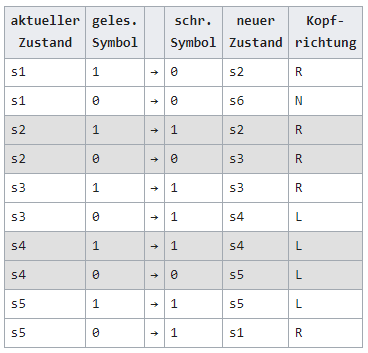 aktueller geles. schr. neuer Kopf-
Zustand Symbol Symbol Zustand richtung
s1 1 → 0 s2 R
s1 0 → 0 s6 N
s2 1 → 1 s2 R
s2 0 → 0 s3 R
s3 1 → 1 s3 R
s3 0 → 1 s4 L
s4 1 → 1 s4 L
s4 0 → 0 s5 L
s5 1 → 1 s5 L
s5 0 → 1 s1 R